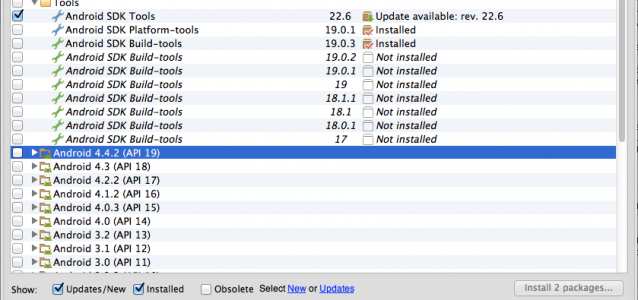 Tools
Android SDK Tools 22.6 Update available: rev. 22.6
Android SDK Platform-tools 19.0.1 Installed
Android SDK Build-tools 19.0.3 Installed
Android SDK Build-tools 19.0.2 Not installed
Android SDK Build-tools 19.0.1 Not installed
Android SDK Build-tools 19 Not installed
Android SDK Build-tools 18.1.1 Not installed
Android SDK Build-tools 18.1 Not installed
Android SDK Build-tools 18.0.1 Not installed
Android SDK Build-tools 17 Not installed
Android 4.4.2 (API 19)
Android 4.3 (API 18)
Android 4.2.2 (API 17)
Android 4.1.2 (API 16)
Android 4.0.3 (API 15)
Android 4.0 (API 14)
Android 3.2 (API 13)
Android 3.1 (API 12)
Android 3.0 (API 11)
Show: Updates/New Installed Obsolete Select New or Updates Install 2 packages...